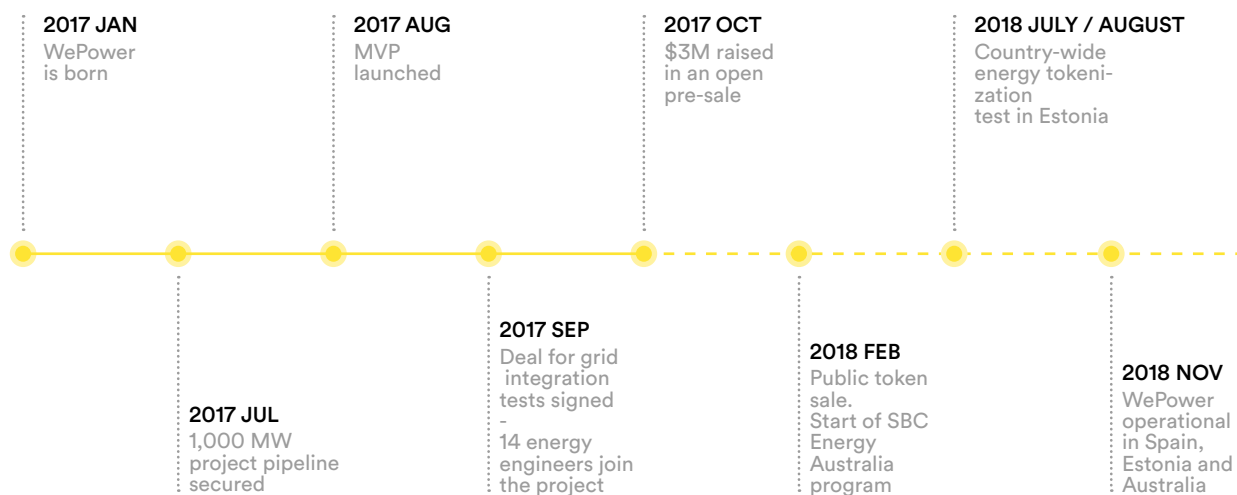 2017 JAN
WePower
is born
2017 AUG
MVP
launched
2017 OCT
$3M raised
in an open
pre-sale
2018 JULY / AUGUST
Country-wide
energy tokeni-
zation
test in Estonia
2017 JUL
1,000 MW
project pipeline
secured
2017 SEP
Deal for grid
integration
tests signed
-
14 energy
engineers join
the project
2018 FEB
Public token
sale.
Start of SBC
Energy
Australia
program
2018 NOV
WePower
operational
in Spain,
Estonia and
Australia